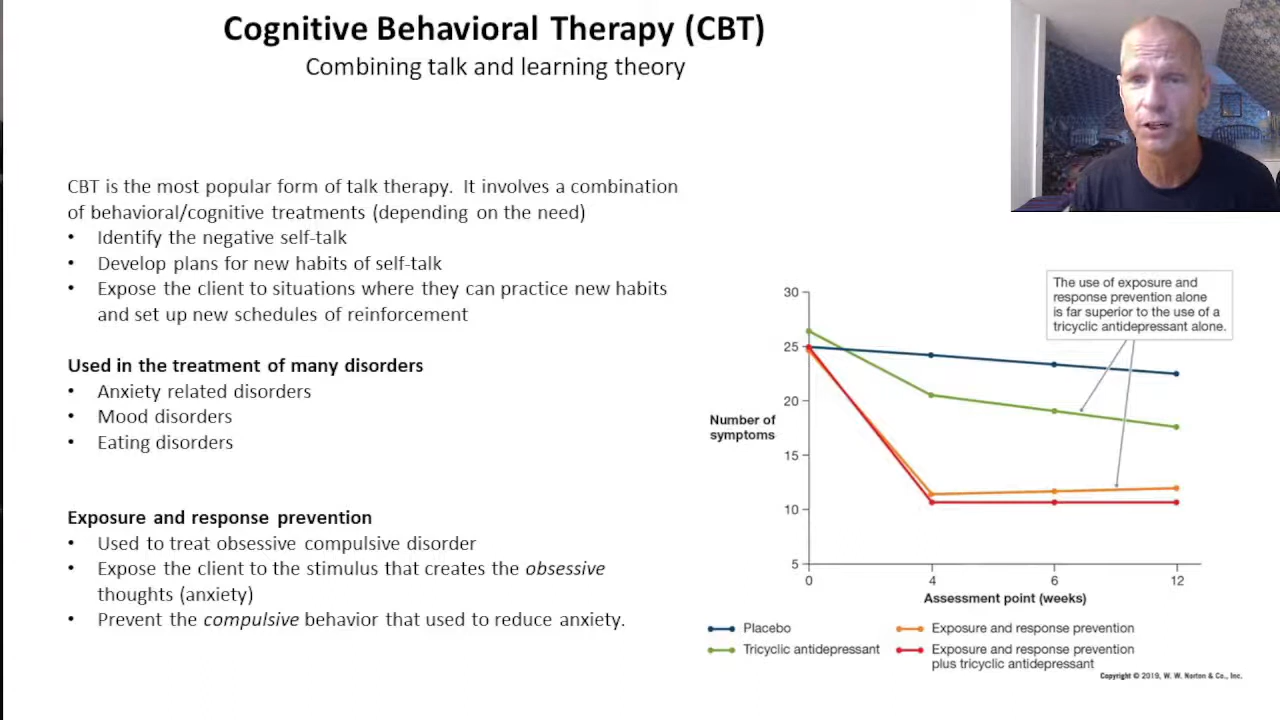 Cognitive Behavioral Therapy (CBT)
Combining talk and learning theory
CBT is the most popular form of talk therapy.  It involves a combination
of behavioral/cognitive treatments (depending on the need)
• Identify the negative self-talk
• Develop plans for new habits of self-talk
• Expose the client to situations where they can practice new habits
and set up new schedules of reinforcement
Used in the treatment of many disorders
• Anxiety related disorders
• Mood disorders
• Eating disorders
Exposure and response prevention
• Used to treat obsessive compulsive disorder
• Expose the client to the stimulus that creates the obsessive
thoughts (anxiety)
• Prevent the compulsive behavior that used to reduce anxiety.
The use of exposure and
response prevention alone
is far superior to the use of a
tricyclic antidepressant alone.
30
25
20
15
10
5
Number of
symptoms
0 4 6 12
Assessment point (weeks)
Placebo
Tricyclic antidepressant
Exposure and response prevention
Exposure and response prevention
plus tricyclic antidepressant
Copyright © 2019, W. W. Norton & Co., Inc.